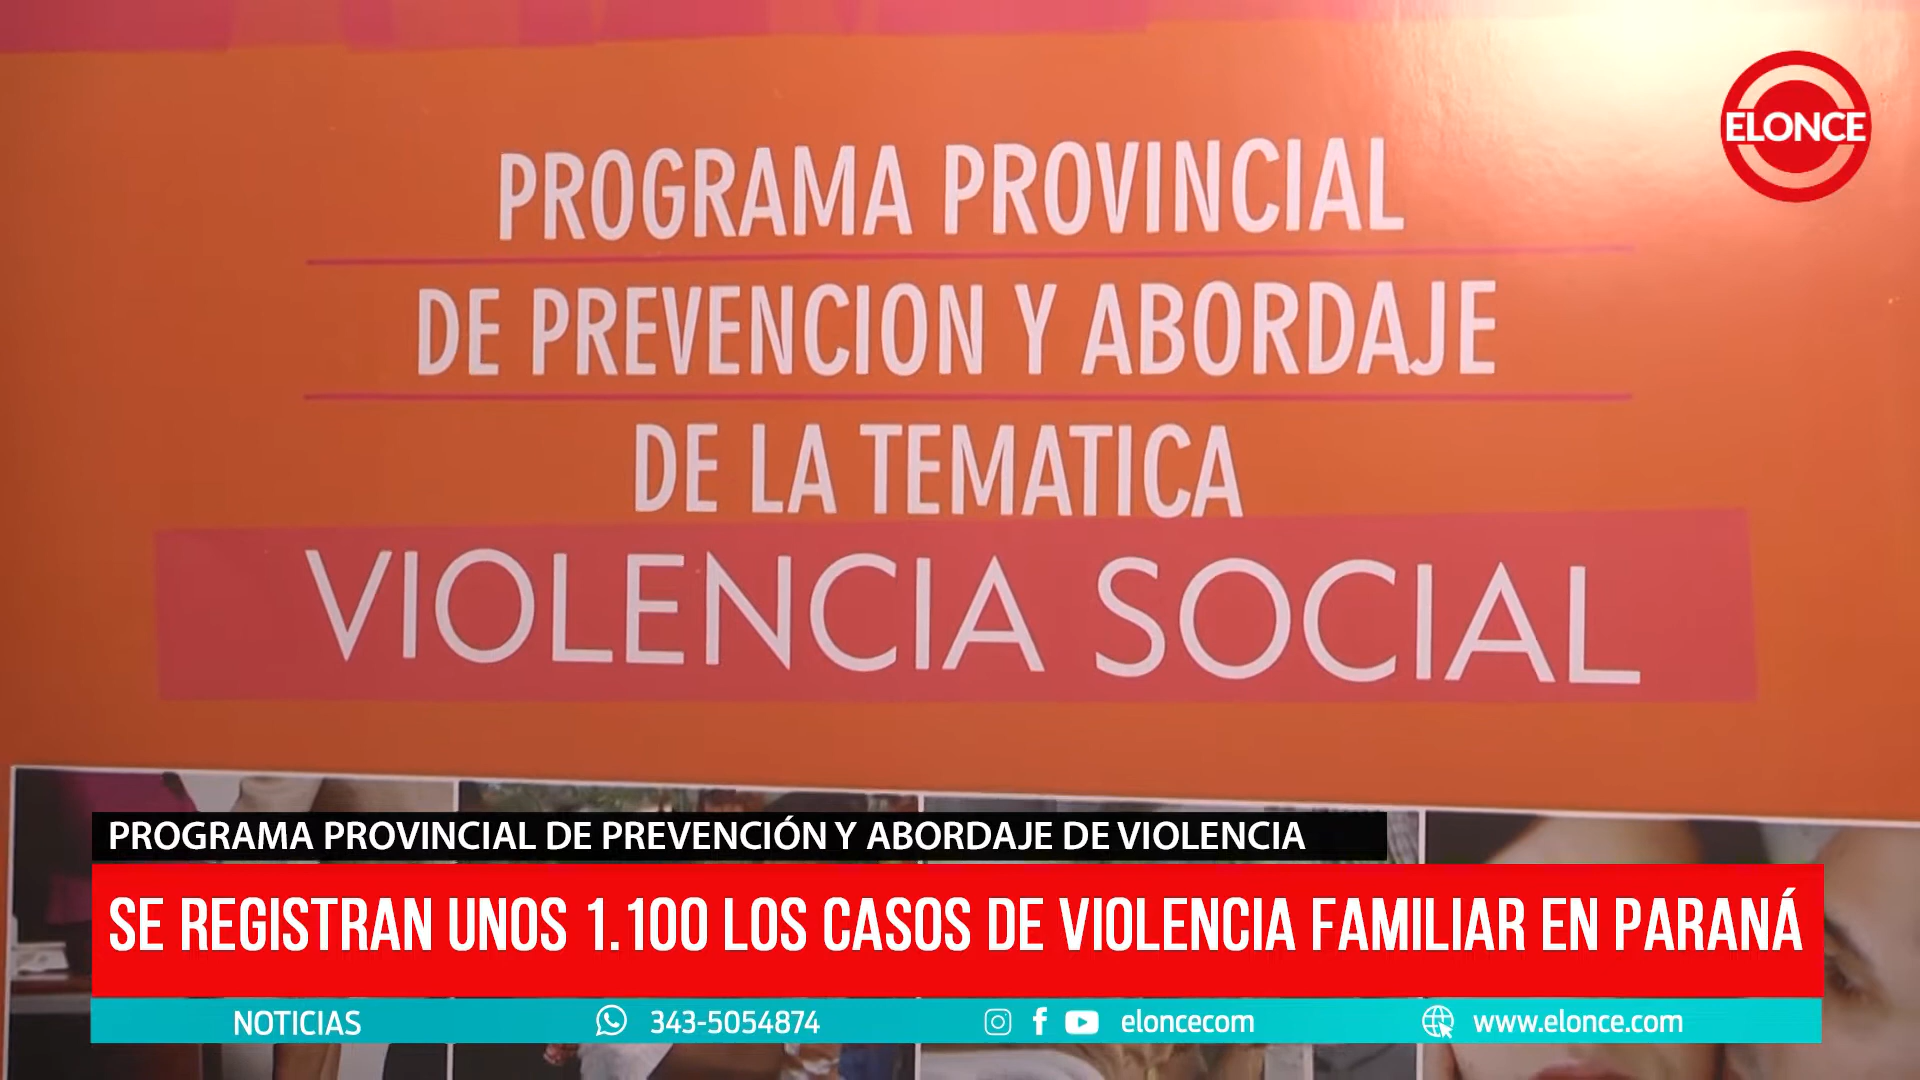 ELONCE
PROGRAMA PROVINCIAL
DE PREVENCION Y ABORDAJE
DE LA TEMATICA
VIOLENCIA SOCIAL
PROGRAMA PROVINCIAL DE PREVENCIÓN Y ABORDAJE DE VIOLENCIA
SE REGISTRAN UNOS 1.100 LOS CASOS DE VIOLENCIA FAMILIAR EN PARANÁ
NOTICIAS 343-5054874 eloncecom www.elonce.com